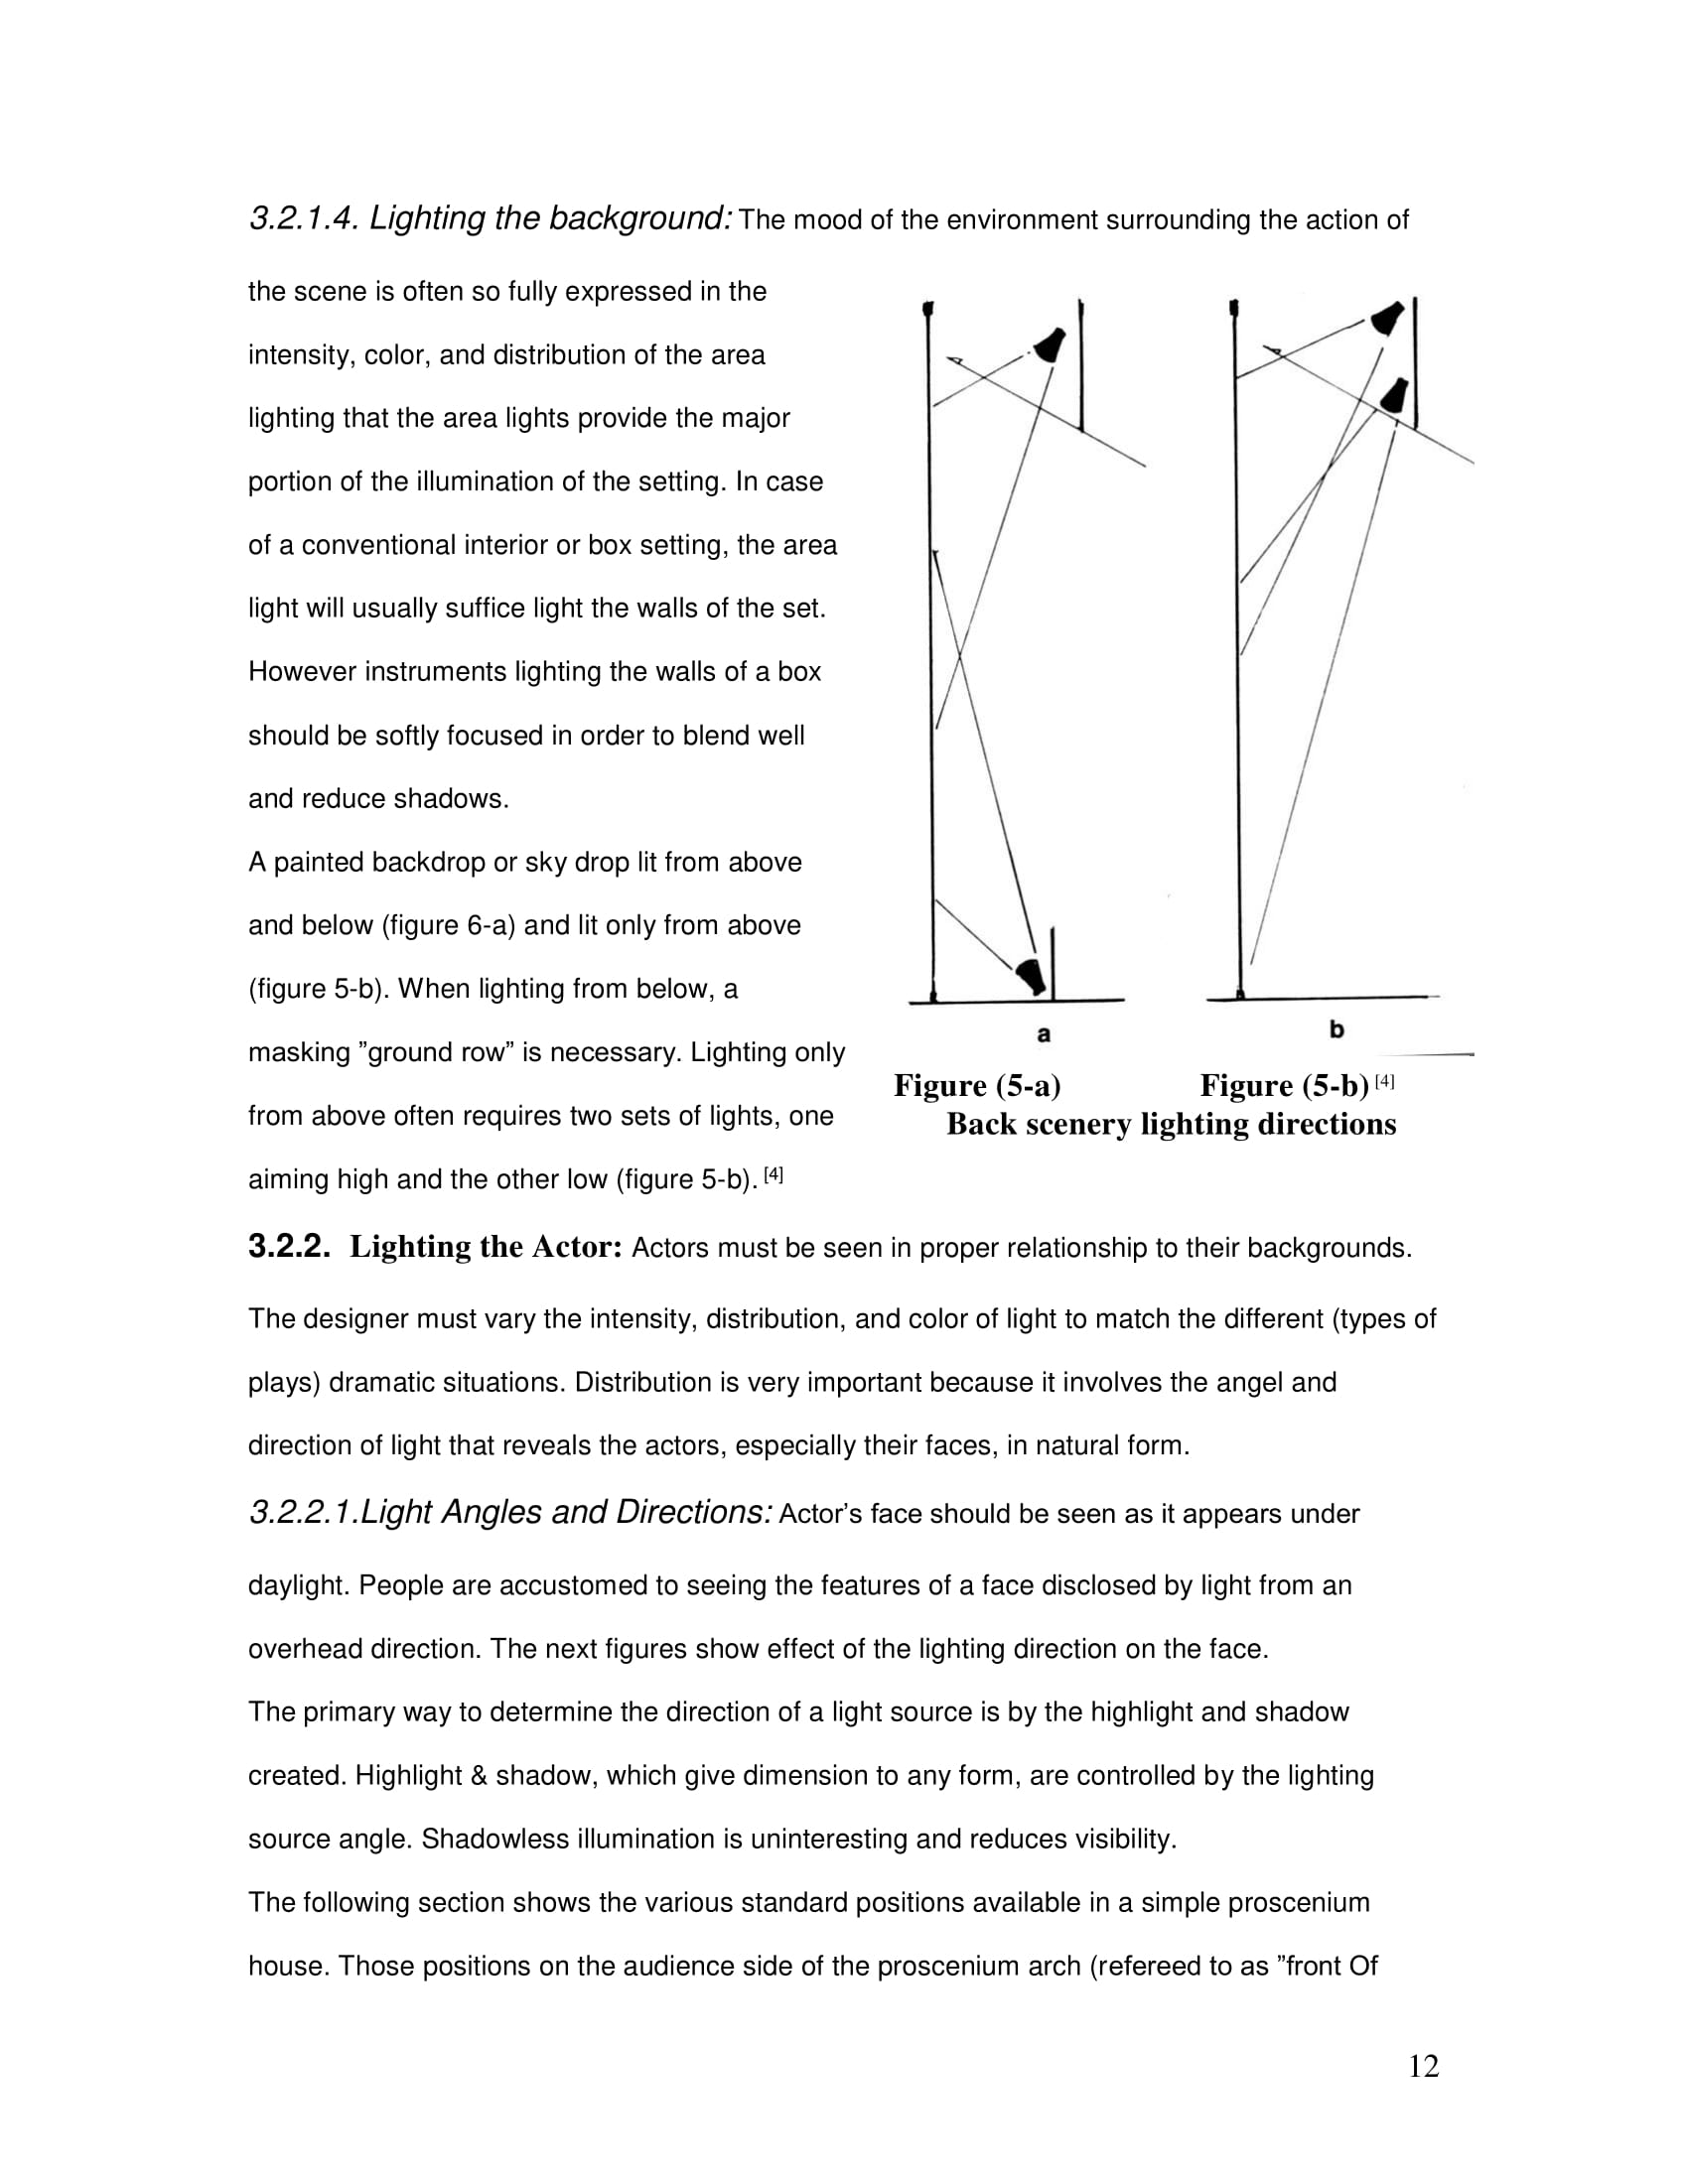 3.2.1.4. Lighting the background: The mood of the environment surrounding the action of
the scene is often so fully expressed in the
intensity, color, and distribution of the area
lighting that the area lights provide the major
portion of the illumination of the setting. In case
of a conventional interior or box setting, the area
light will usually suffice light the walls of the set.
However instruments lighting the walls of a box
should be softly focused in order to blend well
and reduce shadows.
A painted backdrop or sky drop lit from above
and below (figure 6-a) and lit only from above
(figure 5-b). When lighting from below, a
masking ”ground row” is necessary. Lighting only
from above often requires two sets of lights, one
aiming high and the other low (figure 5-b). [4]
a
b
Figure (5-a) Figure (5-b) [4]
Back scenery lighting directions
3.2.2. Lighting the Actor: Actors must be seen in proper relationship to their backgrounds.
The designer must vary the intensity, distribution, and color of light to match the different (types of
plays) dramatic situations. Distribution is very important because it involves the angel and
direction of light that reveals the actors, especially their faces, in natural form.
3.2.2.1.Light Angles and Directions: Actor’s face should be seen as it appears under
daylight. People are accustomed to seeing the features of a face disclosed by light from an
overhead direction. The next figures show effect of the lighting direction on the face.
The primary way to determine the direction of a light source is by the highlight and shadow
created. Highlight & shadow, which give dimension to any form, are controlled by the lighting
source angle. Shadowless illumination is uninteresting and reduces visibility.
The following section shows the various standard positions available in a simple proscenium
house. Those positions on the audience side of the proscenium arch (refereed to as ”front Of
12